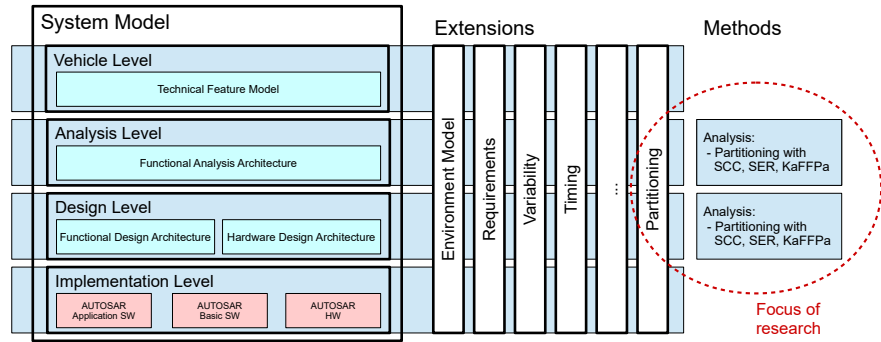 System Model
Extensions
Methods
Vehicle Level
Technical Feature Model
Analysis Level
Functional Analysis Architecture
Design Level
Functional Design Architecture
Hardware Design Architecture
Implementation Level
AUTOSAR
Application SW
AUTOSAR
Basic SW
AUTOSAR
HW
Environment Model
Requirements
Variability
Timing
...
Partitioning
Analysis:
- Partitioning with
SCC, SER, KaFFPa
Analysis:
- Partitioning with
SCC, SER, KaFFPa
Focus of
research